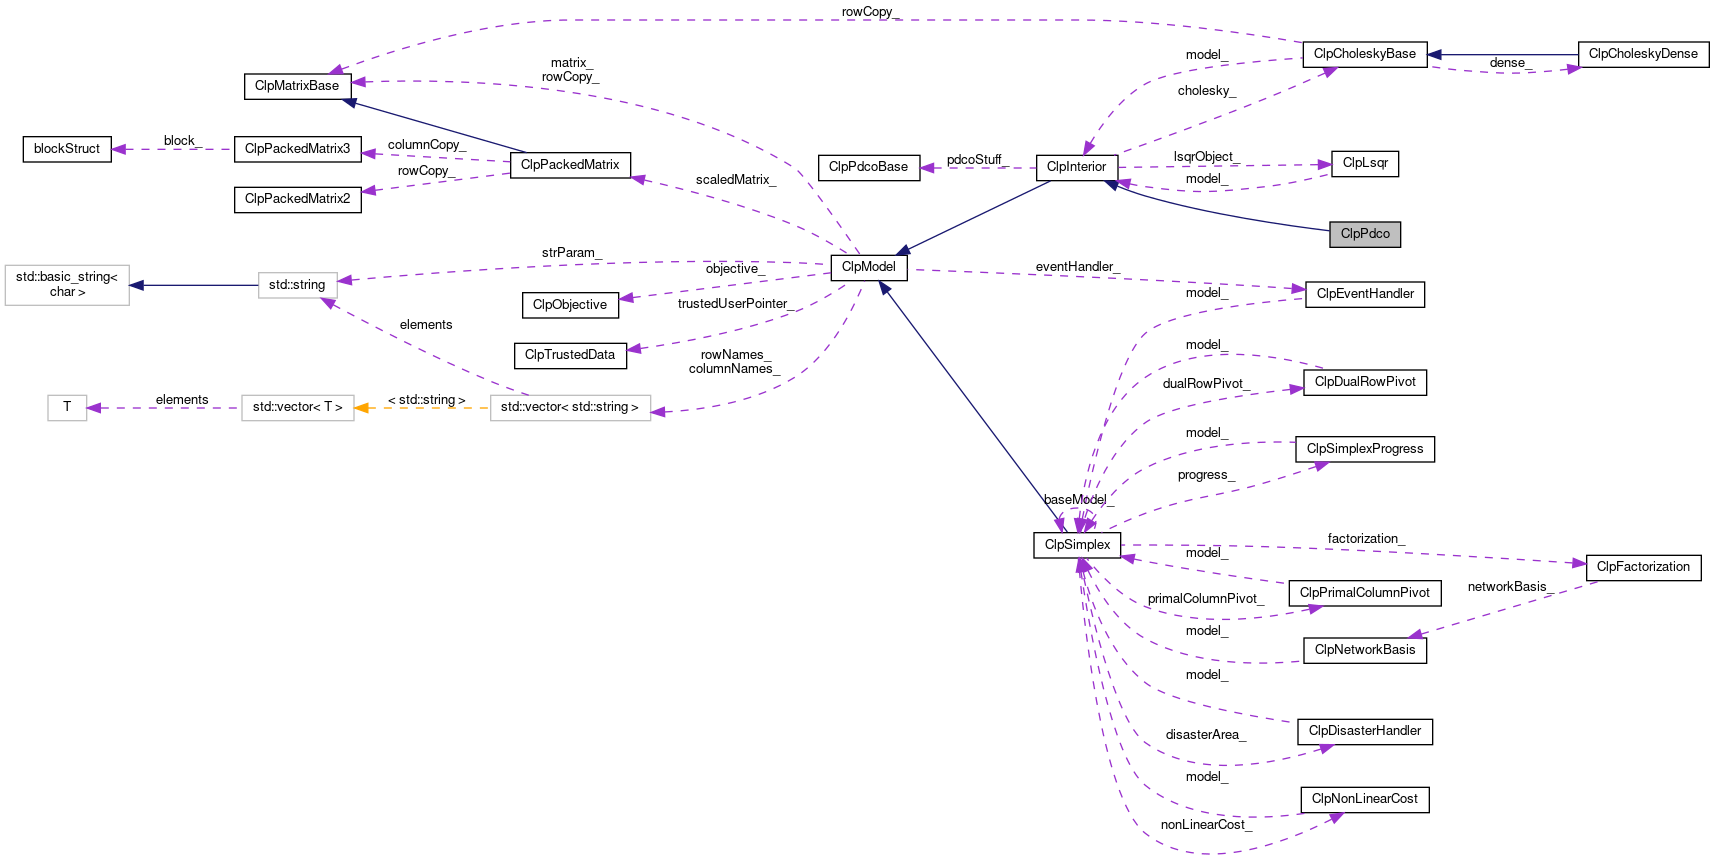 rowCopy_
ClpCholeskyBase
ClpCholeskyDense
model_
dense_
matrix_
rowCopy_
ClpMatrixBase
cholesky_
block_
columnCopy_
blockStruct
ClpPackedMatrix3
ClpPackedMatrix
pdcoStuff_
lsqrObject_
ClpLsqr
ClpPdcoBase
ClpInterior
rowCopy_
scaledMatrix_
model_
ClpPackedMatrix2
ClpPdco
strParam_
std::basic_string<
char >
std::string
objective_
ClpModel
eventHandler_
model_
ClpEventHandler
ClpObjective
trustedUserPointer_
elements
model_
ClpTrustedData
rowNames_
columnNames_
dualRowPivot_
ClpDualRowPivot
T
elements
std::vector< T >
< std::string >
std::vector< std::string >
model_
ClpSimplexProgress
progress_
baseModel_
ClpSimplex
factorization_
model_
ClpFactorization
networkBasis_
primalColumnPivot_
ClpPrimalColumnPivot
model_
ClpNetworkBasis
model_
disasterArea_
ClpDisasterHandler
model_
ClpNonLinearCost
nonLinearCost_